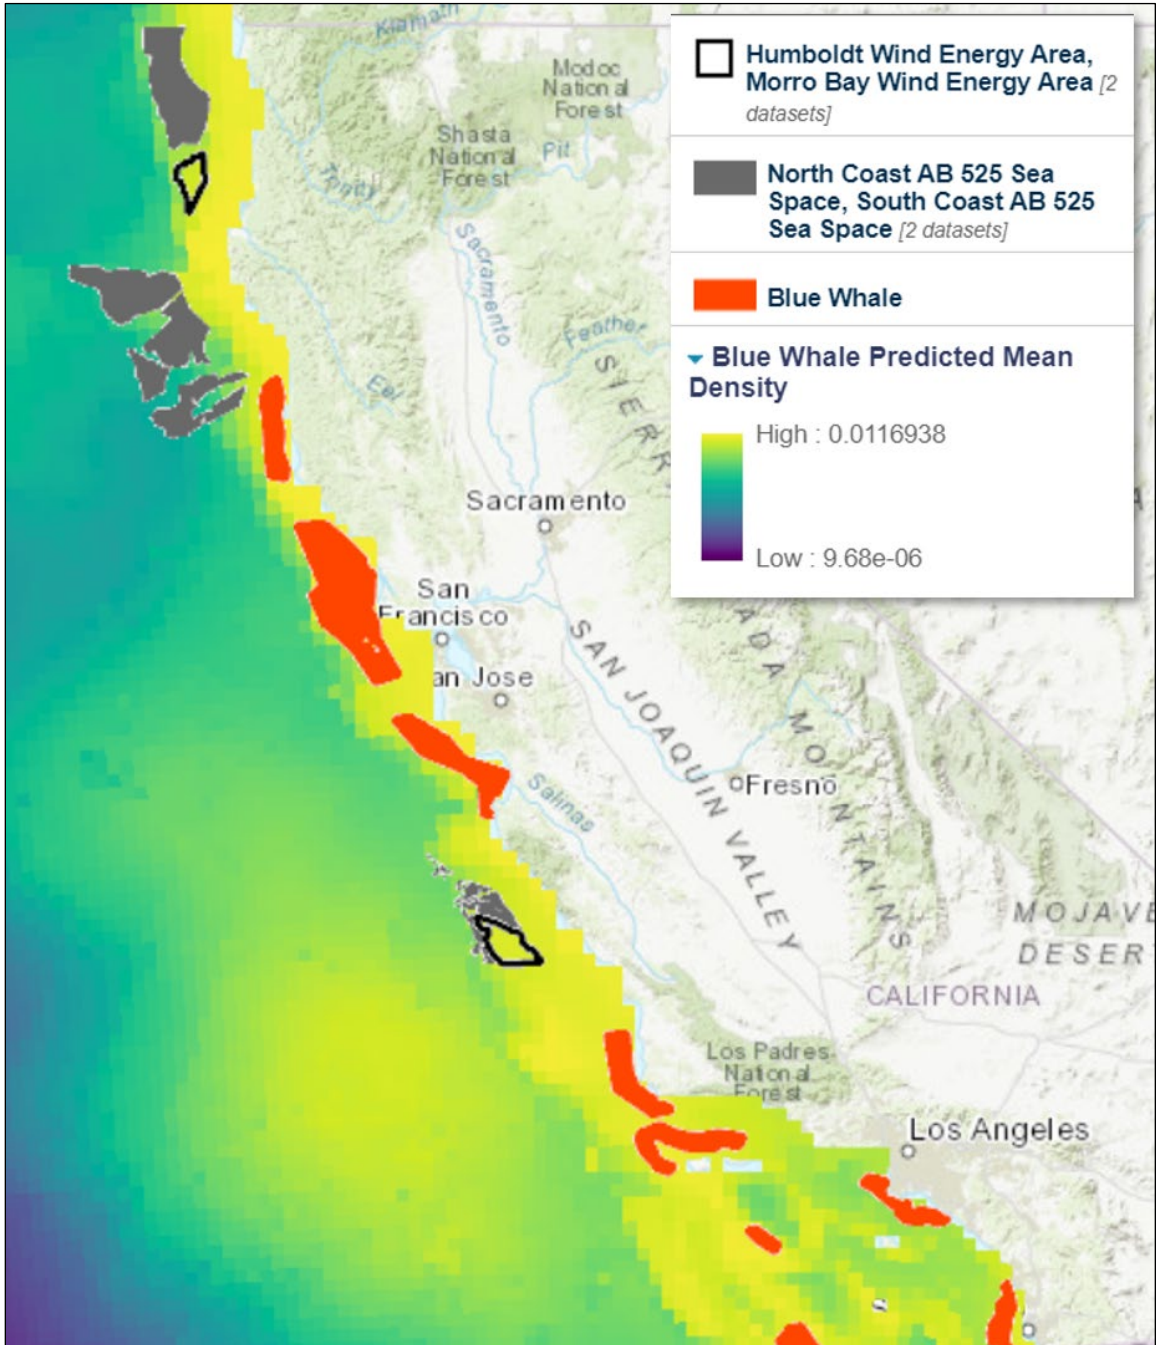 Klamath
Modoc
National
Forest
Shasta
National
Forest
Pit
Trinity
Sacramento
Feather
Eel
SIERR
ADA MOUNTAINS
Sacramento
San
Francisco
an Jose
SAN JOAQUIN VALLEY
Salinas
Fresno
MOJAVE
DESER
CALIFORNIA
Los Padres
National
Forest
Los Angeles
Humboldt Wind Energy Area,
Morro Bay Wind Energy Area [2
datasets]
North Coast AB 525 Sea
Space, South Coast AB 525
Sea Space [2 datasets]
Blue Whale
Blue Whale Predicted Mean
Density
High : 0.0116938
Low : 9.68e-06